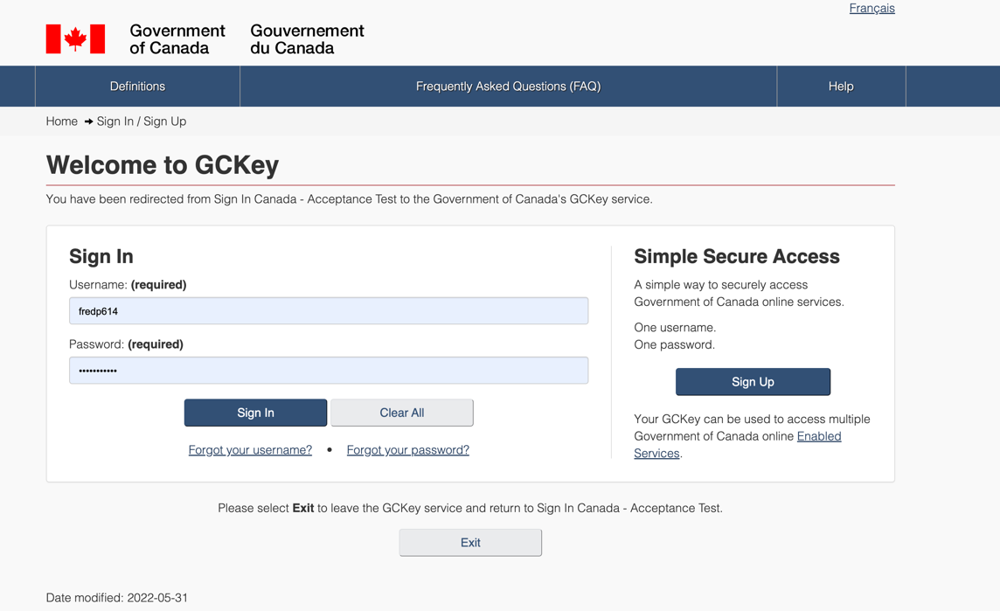 Français
Government of Canada
Gouvernement du Canada
Definitions
Frequently Asked Questions (FAQ)
Help
Home ➜ Sign In / Sign Up
Welcome to GCKey
You have been redirected from Sign In Canada - Acceptance Test to the Government of Canada's GCKey service.
Sign In
Username: (required)
fredp614
Password: (required)
•••••••••••
Sign In
Clear All
Forgot your username? • Forgot your password?
Simple Secure Access
A simple way to securely access
Government of Canada online services.
One username.
One password.
Sign Up
Your GCKey can be used to access multiple
Government of Canada online Enabled
Services.
Please select Exit to leave the GCKey service and return to Sign In Canada - Acceptance Test.
Exit
Date modified: 2022-05-31